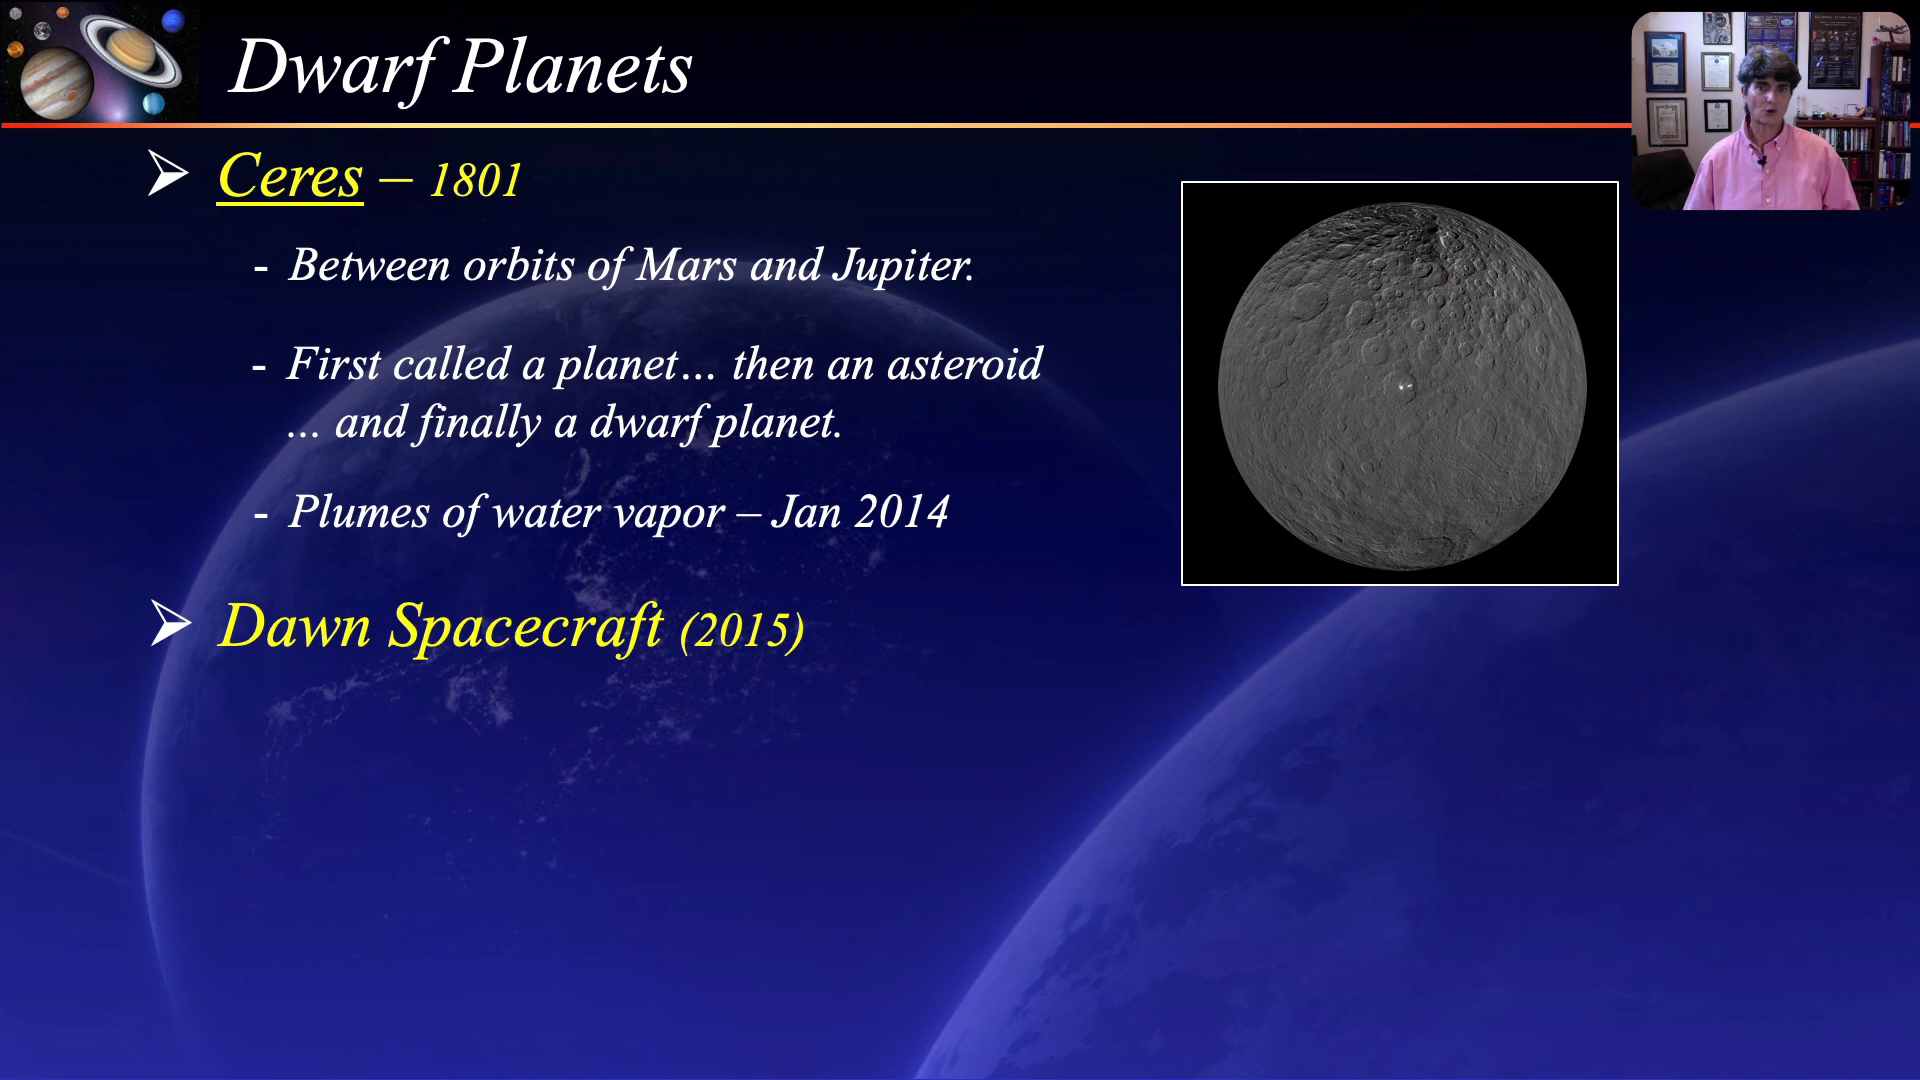 Dwarf Planets
➢ Ceres – 1801
- Between orbits of Mars and Jupiter.
- First called a planet… then an asteroid
… and finally a dwarf planet.
- Plumes of water vapor – Jan 2014
➢ Dawn Spacecraft (2015)